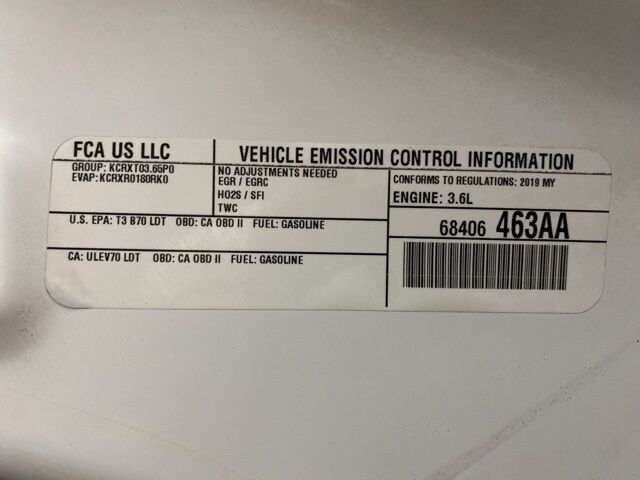 FCA US LLC
VEHICLE EMISSION CONTROL INFORMATION
GROUP: KCRXT03.65P0
EVAP: KCRXR0180RK0
NO ADJUSTMENTS NEEDED
EGR / EGRC
HO2S / SFI
TWC
CONFORMS TO REGULATIONS: 2019 MY
ENGINE: 3.6L
U.S. EPA: T3 B70 LDT OBD: CA OBD II FUEL: GASOLINE
68406 463AA
CA: ULEV70 LDT OBD: CA OBD II FUEL: GASOLINE